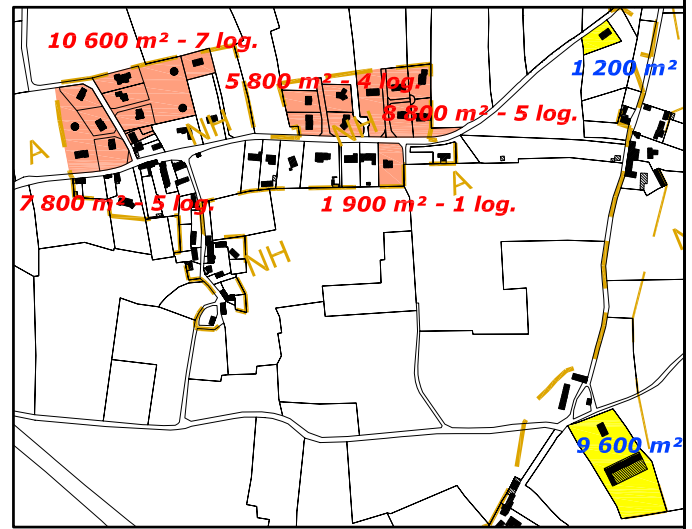 10 600 m² - 7 log.
1 200 m²
5 800 m² - 4 log.
8 800 m² - 5 log.
NH
NH
A
A
7 800 m² - 5 log.
1 900 m² - 1 log.
NH
9 600 m²